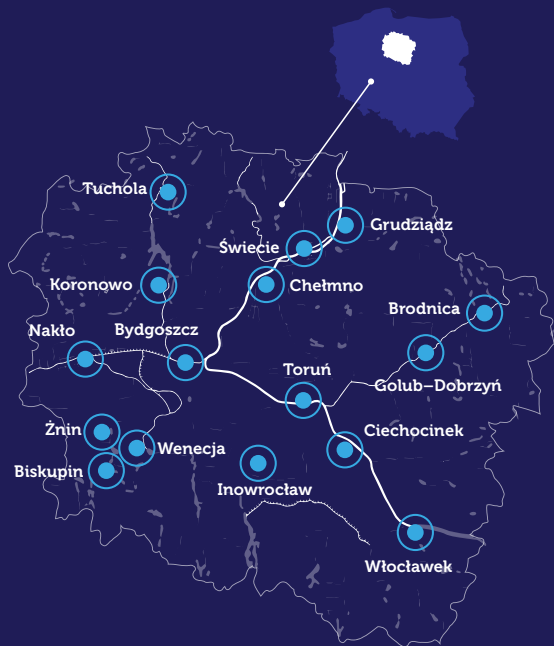 Tuchola
Grudziądz
Świecie
Koronowo
Chełmno
Brodnica
Nakło
Bydgoszcz
Toruń
Golub–Dobrzyń
Żnin
Ciechocinek
Wenecja
Biskupin
Inowrocław
Włocławek